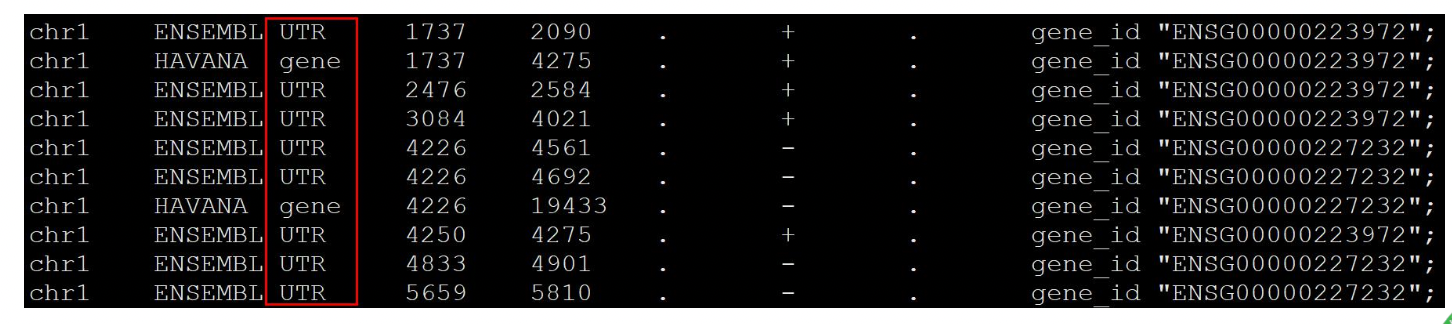 chr1 ENSEMBL UTR 1737 2090 . + . gene_id "ENSG00000223972";
chr1 HAVANA gene 1737 4275 . + . gene_id "ENSG00000223972";
chr1 ENSEMBL UTR 2476 2584 . + . gene_id "ENSG00000223972";
chr1 ENSEMBL UTR 3084 4021 . + . gene_id "ENSG00000223972";
chr1 ENSEMBL UTR 4226 4561 . - . gene_id "ENSG00000227232";
chr1 ENSEMBL UTR 4226 4692 . - . gene_id "ENSG00000227232";
chr1 HAVANA gene 4226 19433 . - . gene_id "ENSG00000227232";
chr1 ENSEMBL UTR 4250 4275 . + . gene_id "ENSG00000223972";
chr1 ENSEMBL UTR 4833 4901 . - . gene_id "ENSG00000227232";
chr1 ENSEMBL UTR 5659 5810 . - . gene_id "ENSG00000227232";